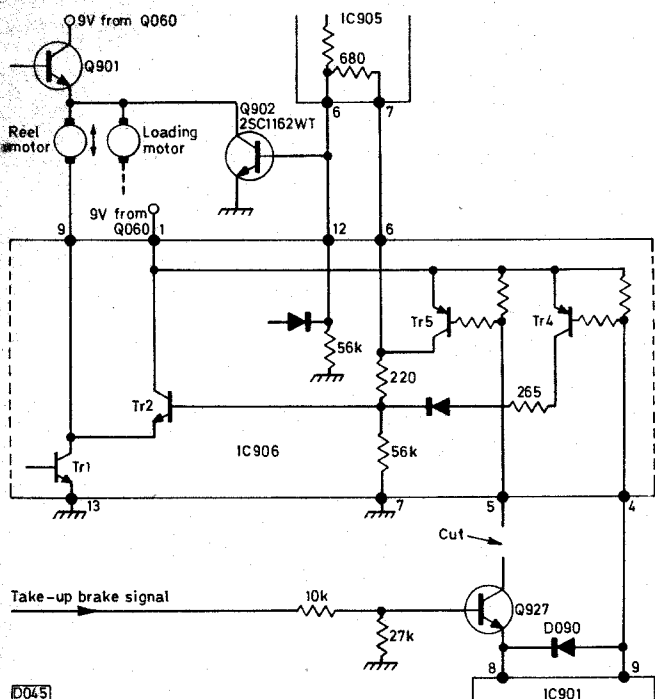 9V from Q060
IC905
680
Q901
Q902
2SC1162WT
6
7
Reel
motor
Loading
motor
9V from
Q060
9
1
12
6
Tr5
Tr4
56k
220
265
Tr2
IC906
56k
Tr1
13
7
5
4
Cut
Take-up brake signal
10k
Q927
27k
D090
8
9
D045
IC901